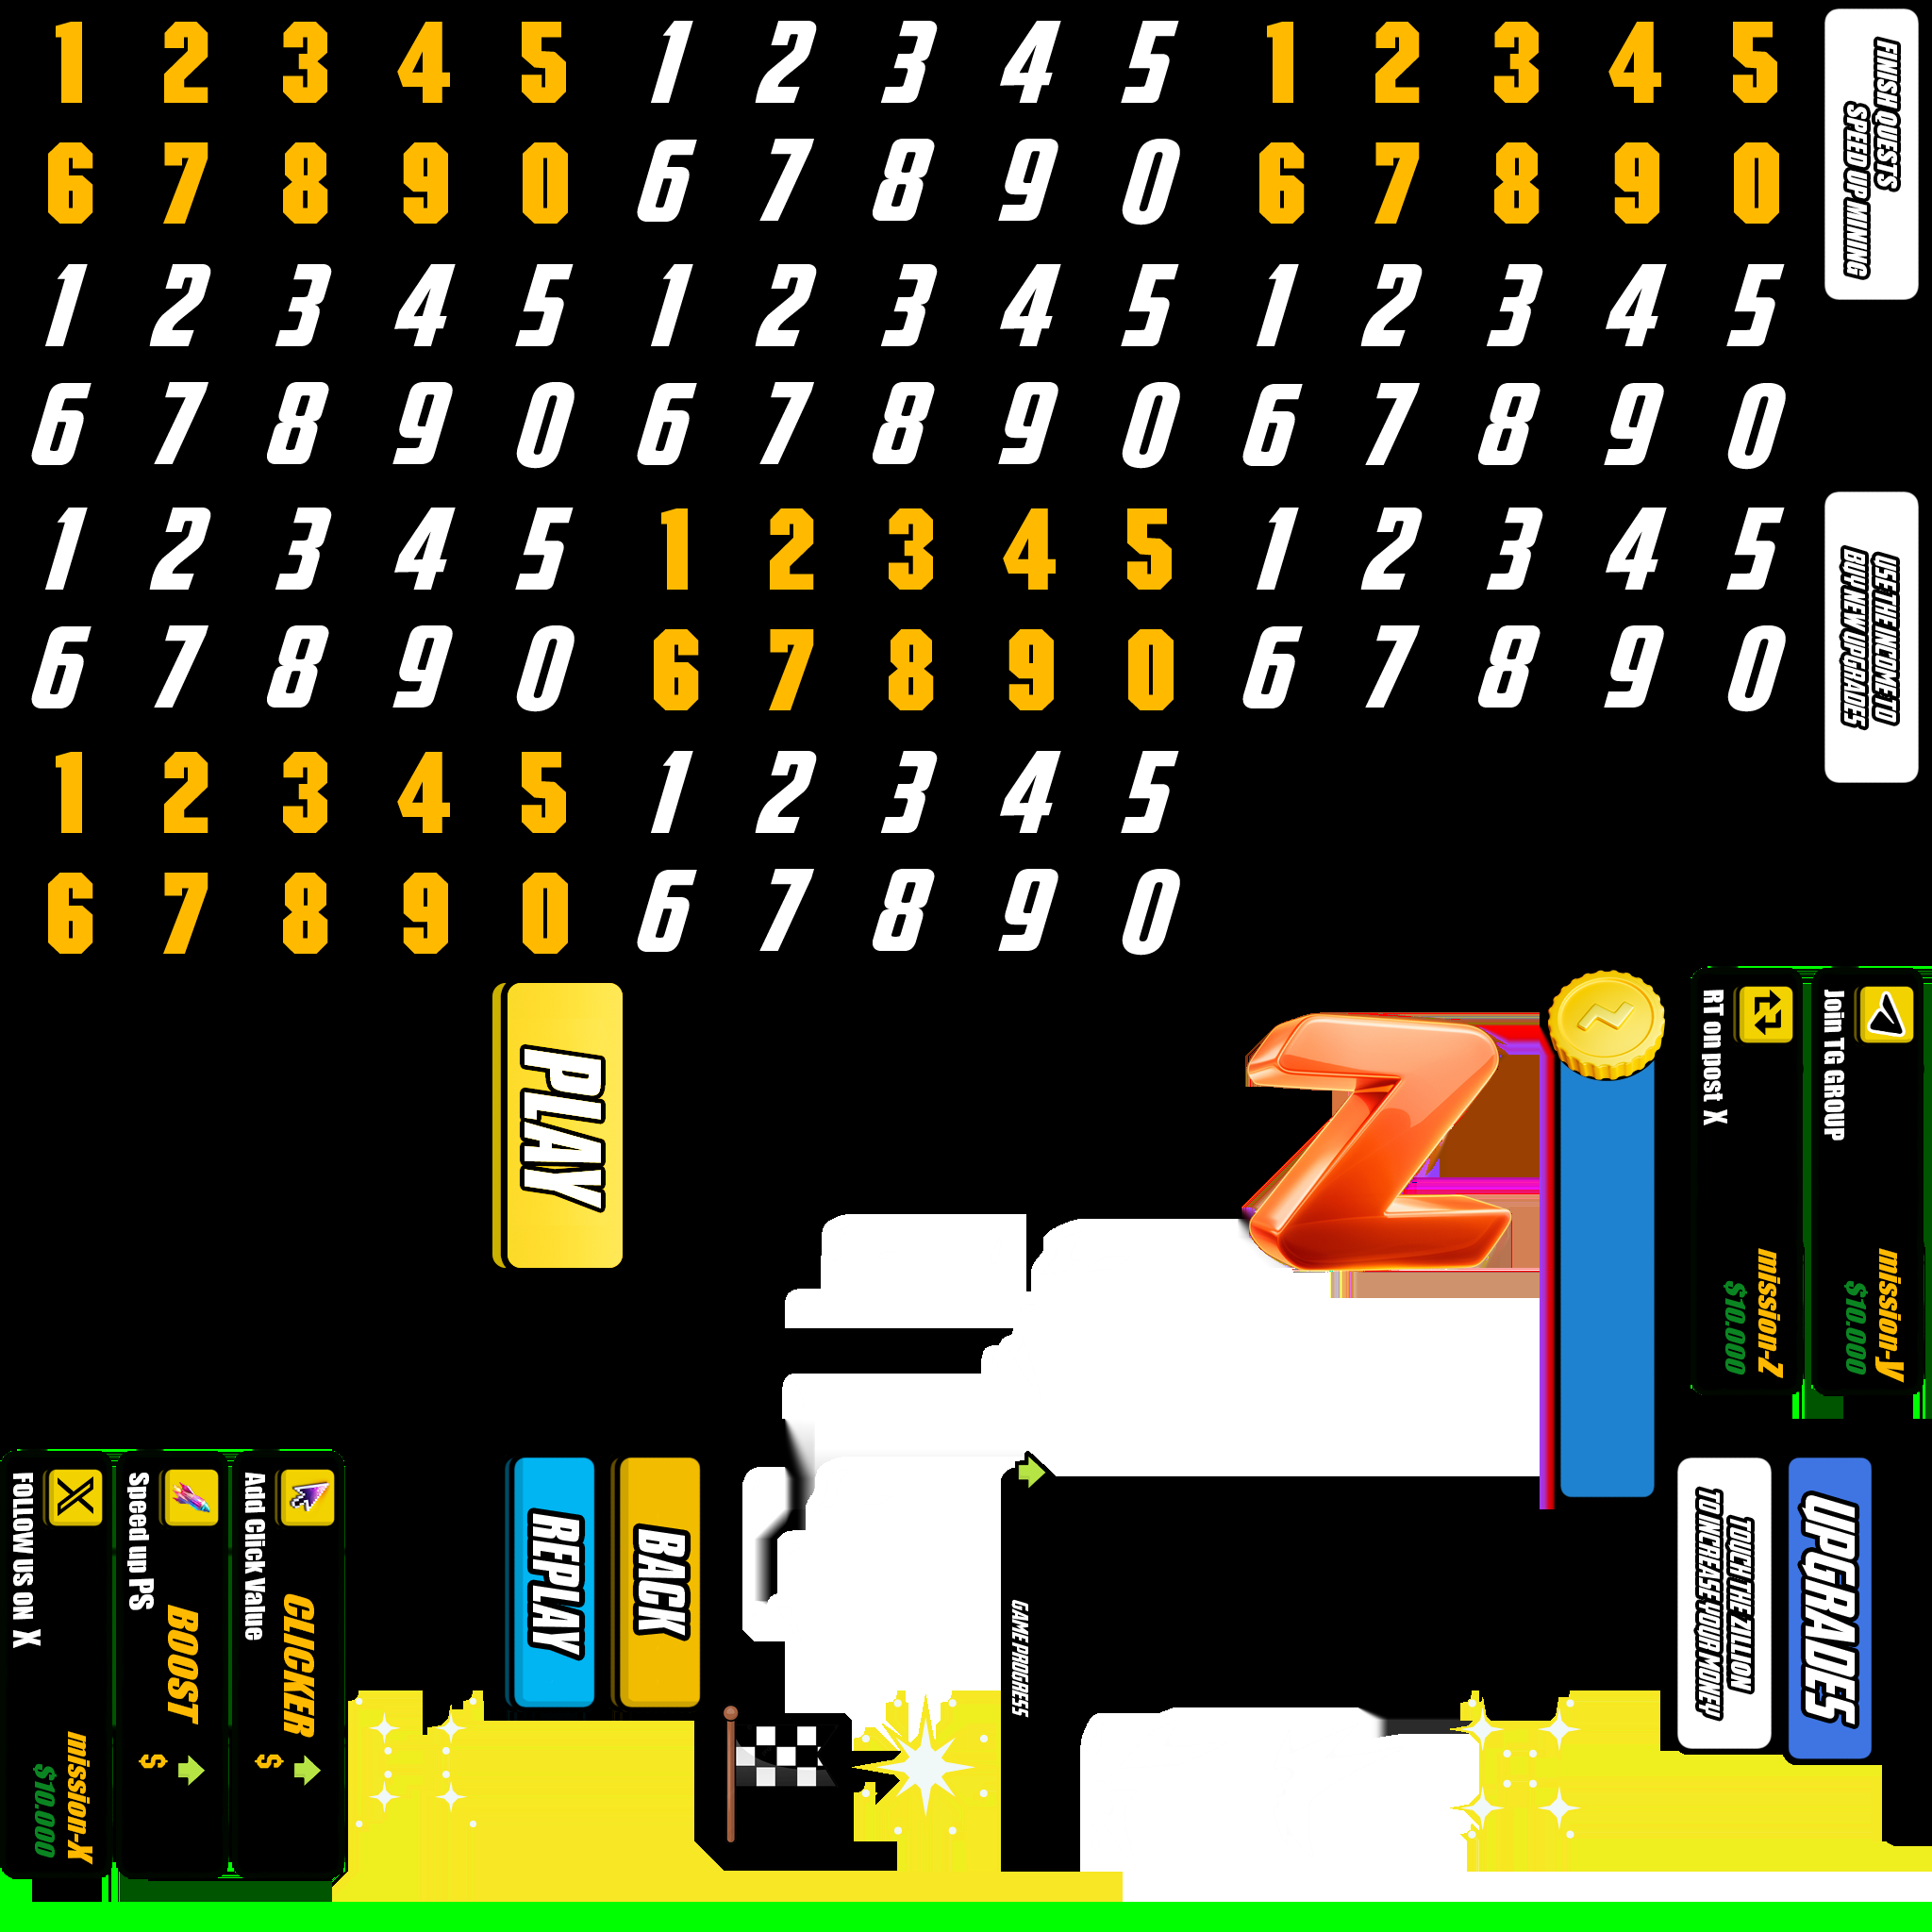 1 2 3 4 5 1 2 3 4 5 1 2 3 4 5
6 7 8 9 0 6 7 8 9 0 6 7 8 9 0
1 2 3 4 5 1 2 3 4 5 1 2 3 4 5
6 7 8 9 0 6 7 8 9 0 6 7 8 9 0
1 2 3 4 5 1 2 3 4 5 1 2 3 4 5
6 7 8 9 0 6 7 8 9 0 6 7 8 9 0
1 2 3 4 5 1 2 3 4 5
6 7 8 9 0 6 7 8 9 0
FINISH QUESTS
SPEED UP MINING
USE THE INCOME TO
BUY NEW UPGRADES
PLAY
Z
mission-y
Join TG GROUP
$10.000
mission-z
RT on post X
$10.000
CLICKER
Add Click Value
$
BOOST
Speed up PS
$
mission-X
FOLLOW US ON X
$10.000
X
BACK
REPLAY
GAME PROGRES
UPGRADES
TOUCH THE ZILLION
TO INCREASE YOUR MONEY